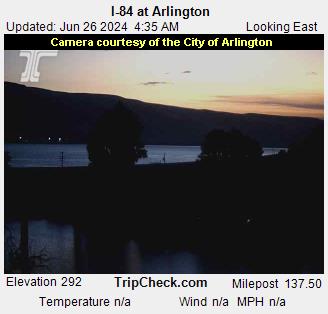 I-84 at Arlington
Updated: Jun 26 2024 4:35 AM Looking East
Camera courtesy of the City of Arlington
Elevation 292 TripCheck.com Milepost 137.50
Temperature n/a Wind n/a MPH n/a